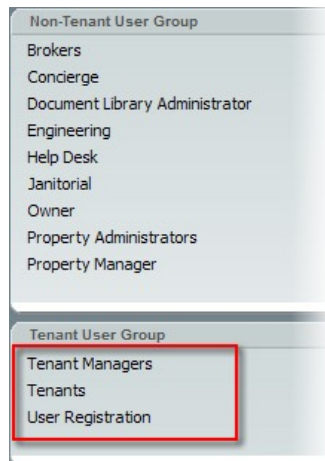 Non-Tenant User Group
Brokers
Concierge
Document Library Administrator
Engineering
Help Desk
Janitorial
Owner
Property Administrators
Property Manager
Tenant User Group
Tenant Managers
Tenants
User Registration